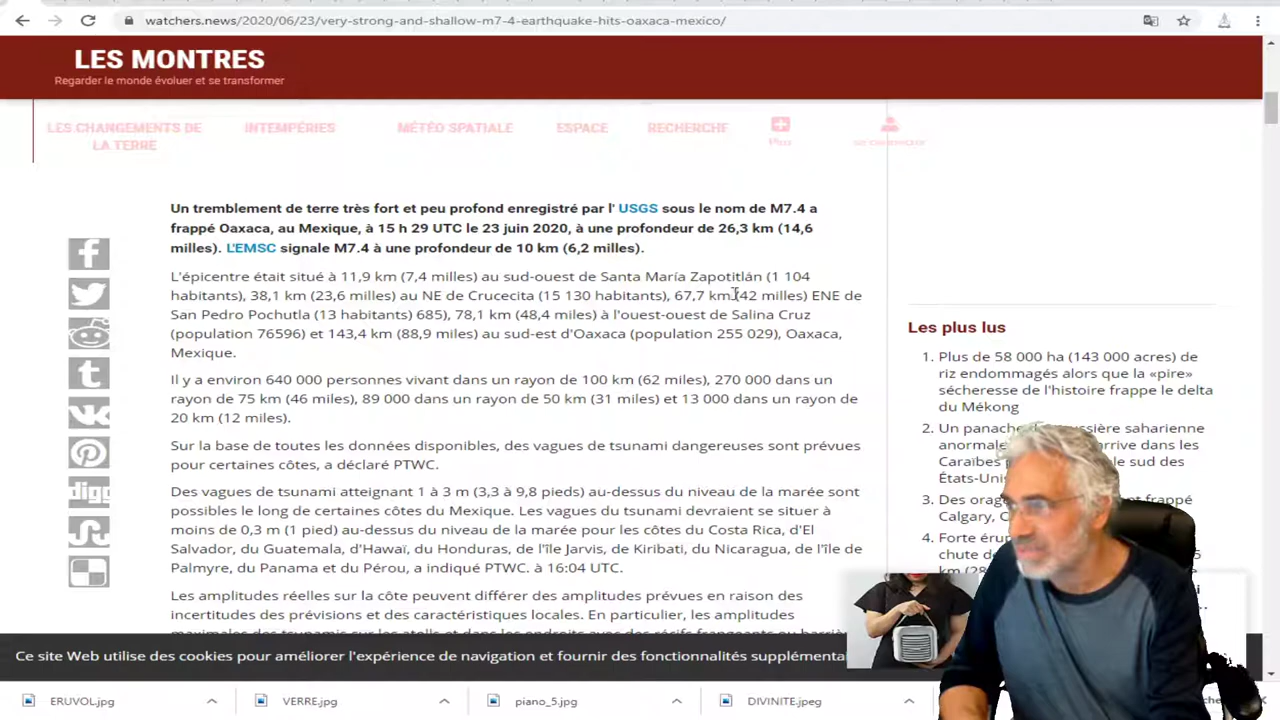 watchers.news/2020/06/23/very-strong-and-shallow-m7-4-earthquake-hits-oaxaca-mexico/
LES MONTRES
Regarder le monde évoluer et se transformer
LES CHANGEMENTS DE
LA TERRE
INTEMPÉRIES
MÉTÉO SPATIALE
ESPACE
RECHERCHE
Plus
Un tremblement de terre très fort et peu profond enregistré par l' USGS sous le nom de M7.4 a
frappé Oaxaca, au Mexique, à 15 h 29 UTC le 23 juin 2020, à une profondeur de 26,3 km (14,6
milles). L'EMSC signale M7.4 à une profondeur de 10 km (6,2 milles).
L'épicentre était situé à 11,9 km (7,4 milles) au sud-ouest de Santa María Zapotitlán (1 104
habitants), 38,1 km (23,6 milles) au NE de Crucecita (15 130 habitants), 67,7 km (42 milles) ENE de
San Pedro Pochutla (13 habitants) 685), 78,1 km (48,4 milles) à l'ouest-ouest de Salina Cruz
(population 76596) et 143,4 km (88,9 miles) au sud-est d'Oaxaca (population 255 029), Oaxaca,
Mexique.
Il y a environ 640 000 personnes vivant dans un rayon de 100 km (62 miles), 270 000 dans un
rayon de 75 km (46 miles), 89 000 dans un rayon de 50 km (31 miles) et 13 000 dans un rayon de
20 km (12 miles).
Sur la base de toutes les données disponibles, des vagues de tsunami dangereuses sont prévues
pour certaines côtes, a déclaré PTWC.
Des vagues de tsunami atteignant 1 à 3 m (3,3 à 9,8 pieds) au-dessus du niveau de la marée sont
possibles le long de certaines côtes du Mexique. Les vagues du tsunami devraient se situer à
moins de 0,3 m (1 pied) au-dessus du niveau de la marée pour les côtes du Costa Rica, d'El
Salvador, du Guatemala, d'Hawaï, du Honduras, de l'île Jarvis, de Kiribati, du Nicaragua, de l'île de
Palmyre, du Panama et du Pérou, a indiqué PTWC. à 16:04 UTC.
Les amplitudes réelles sur la côte peuvent différer des amplitudes prévues en raison des
incertitudes des prévisions et des caractéristiques locales. En particulier, les amplitudes
Les plus lus
1. Plus de 58 000 ha (143 000 acres) de
riz endommagés alors que la «pire»
sécheresse de l'histoire frappe le delta
du Mékong
2. Un panache saharienne
arrive dans les
Caraïbes le sud des
3. Des frappé
Calgary,
4. Forte
digg
Ce site Web utilise des cookies pour améliorer l'expérience de navigation et fournir des fonctionnalités
ERUVOL.jpg
VERRE.jpg
piano_5.jpg
DIVINITE.jpeg